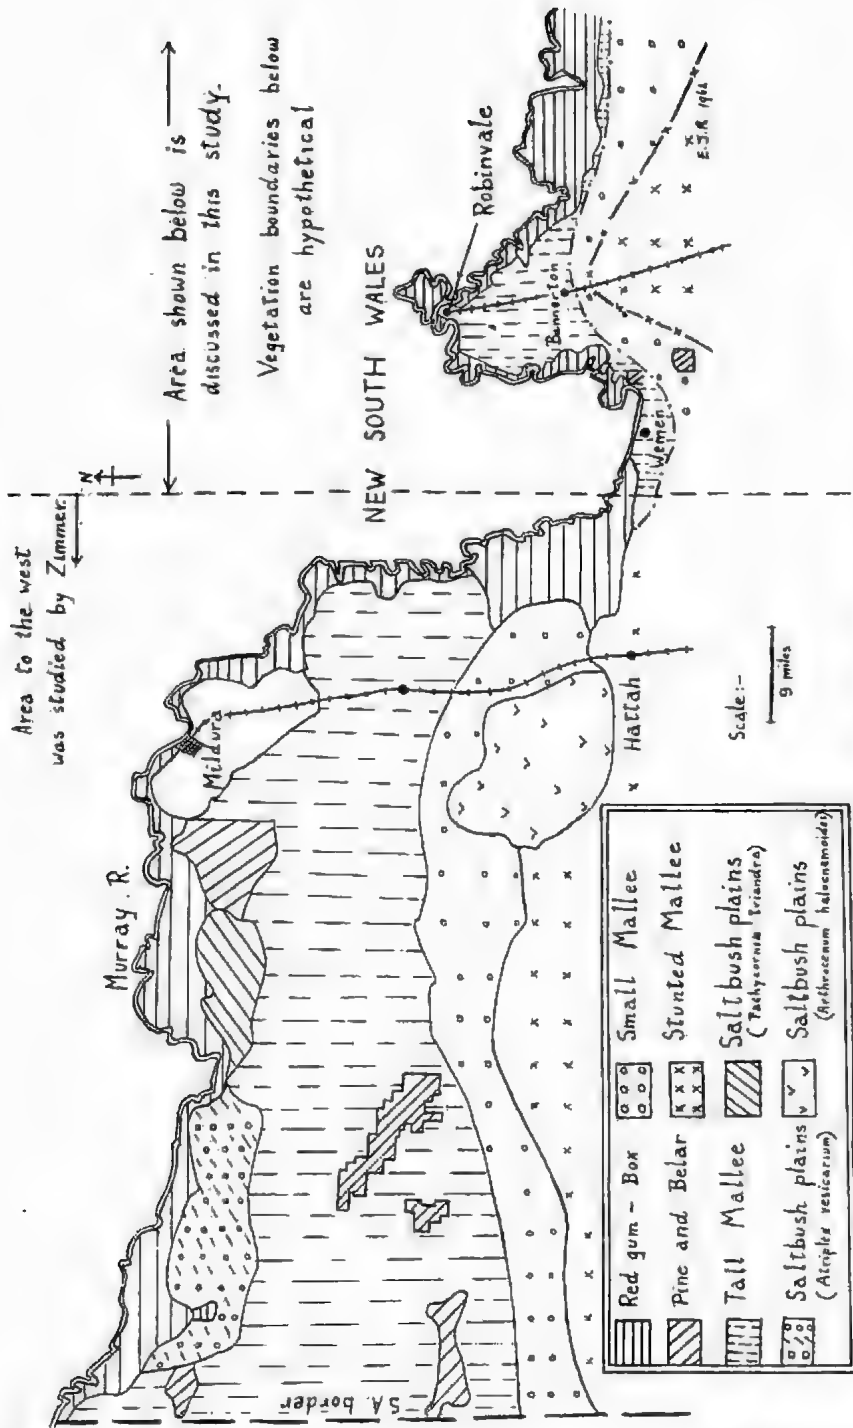 Area to the west
was studied by Zimmer.
Area shown below is
discussed in this study.
Vegetation boundaries below
are hypothetical
N
Murray R.
Mildura
NEW SOUTH WALES
Robinvale
Bannerton
Wemen
Hattah
S.A. border
E.J.R 1962
Scale:-
9 miles
Red gum - Box
Small Mallee
Pine and Belar
Stunted Mallee
Tall Mallee
Saltbush plains
(Pachycornia triandra)
Saltbush plains
(Atriplex vesicarium)
Saltbush plains
(Arthrocnemum halocnemoides)